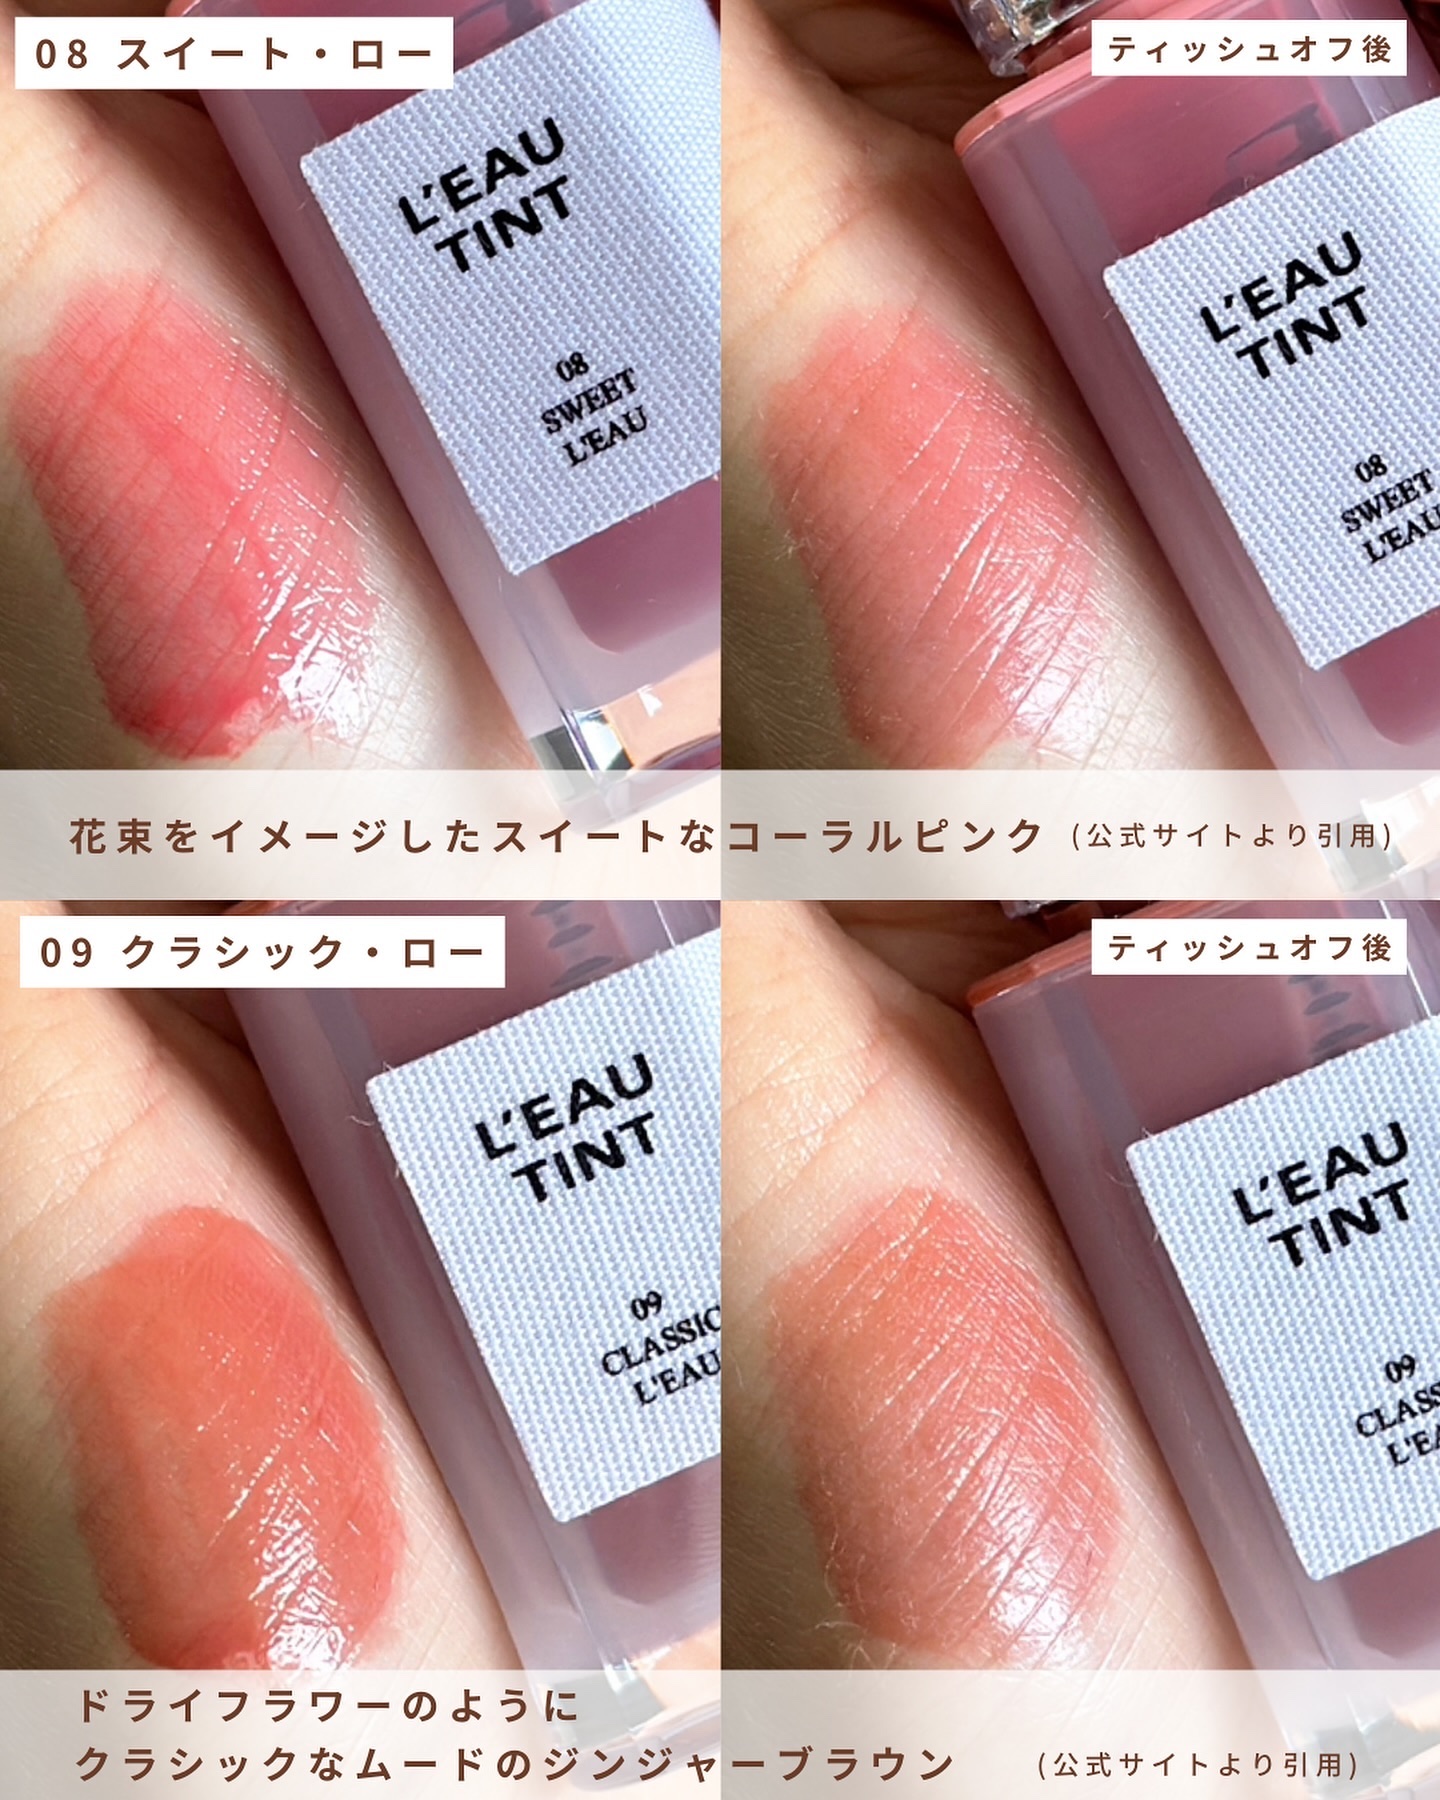 08 スイート・ロー
L'EAU
TINT
08
SWEET
L'EAU
ティッシュオフ後
L'EAU
TINT
08
SWEET
L'EAU
花束をイメージしたスイートなコーラルピンク (公式サイトより引用)
09 クラシック・ロー
L'EAU
TINT
09
CLASSIC
L'EAU
ティッシュオフ後
L'EAU
TINT
09
CLASS
L'EA
ドライフラワーのように
クラシックなムードのジンジャーブラウン (公式サイトより引用)